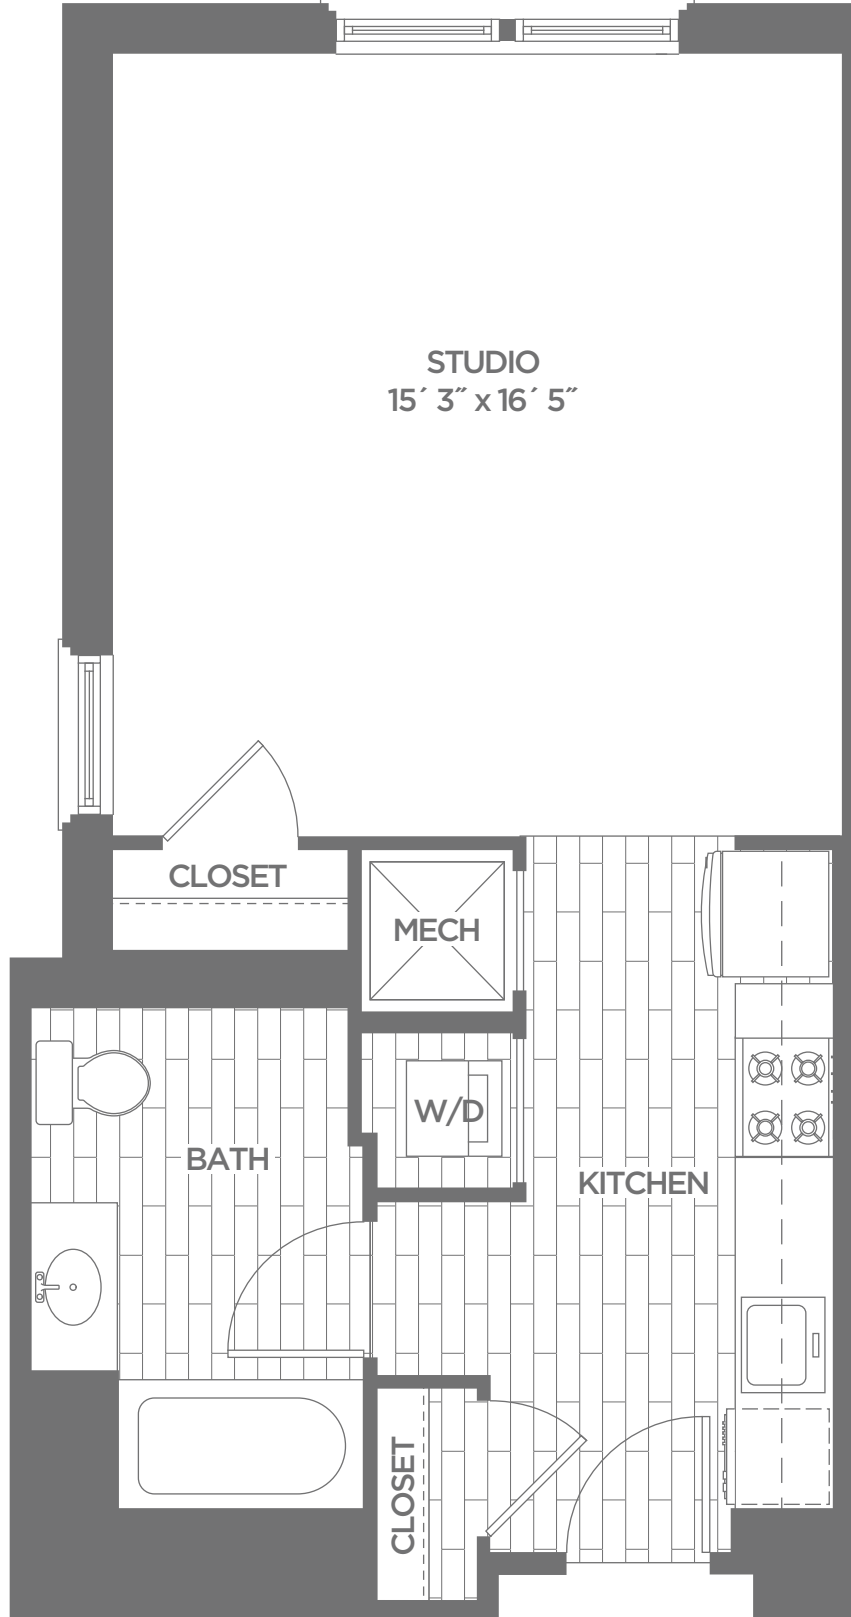 STUDIO
15´ 3˝ x 16´ 5˝
CLOSET
MECH
W/D
BATH
KITCHEN
CLOSET